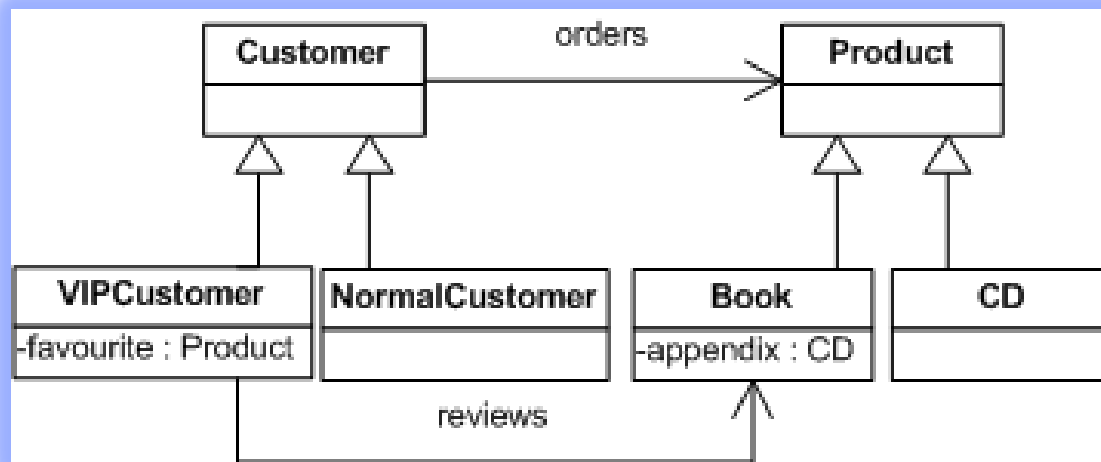 Customer
orders
Product
VIPCustomer
-favourite : Product
NormalCustomer
Book
-appendix : CD
CD
reviews